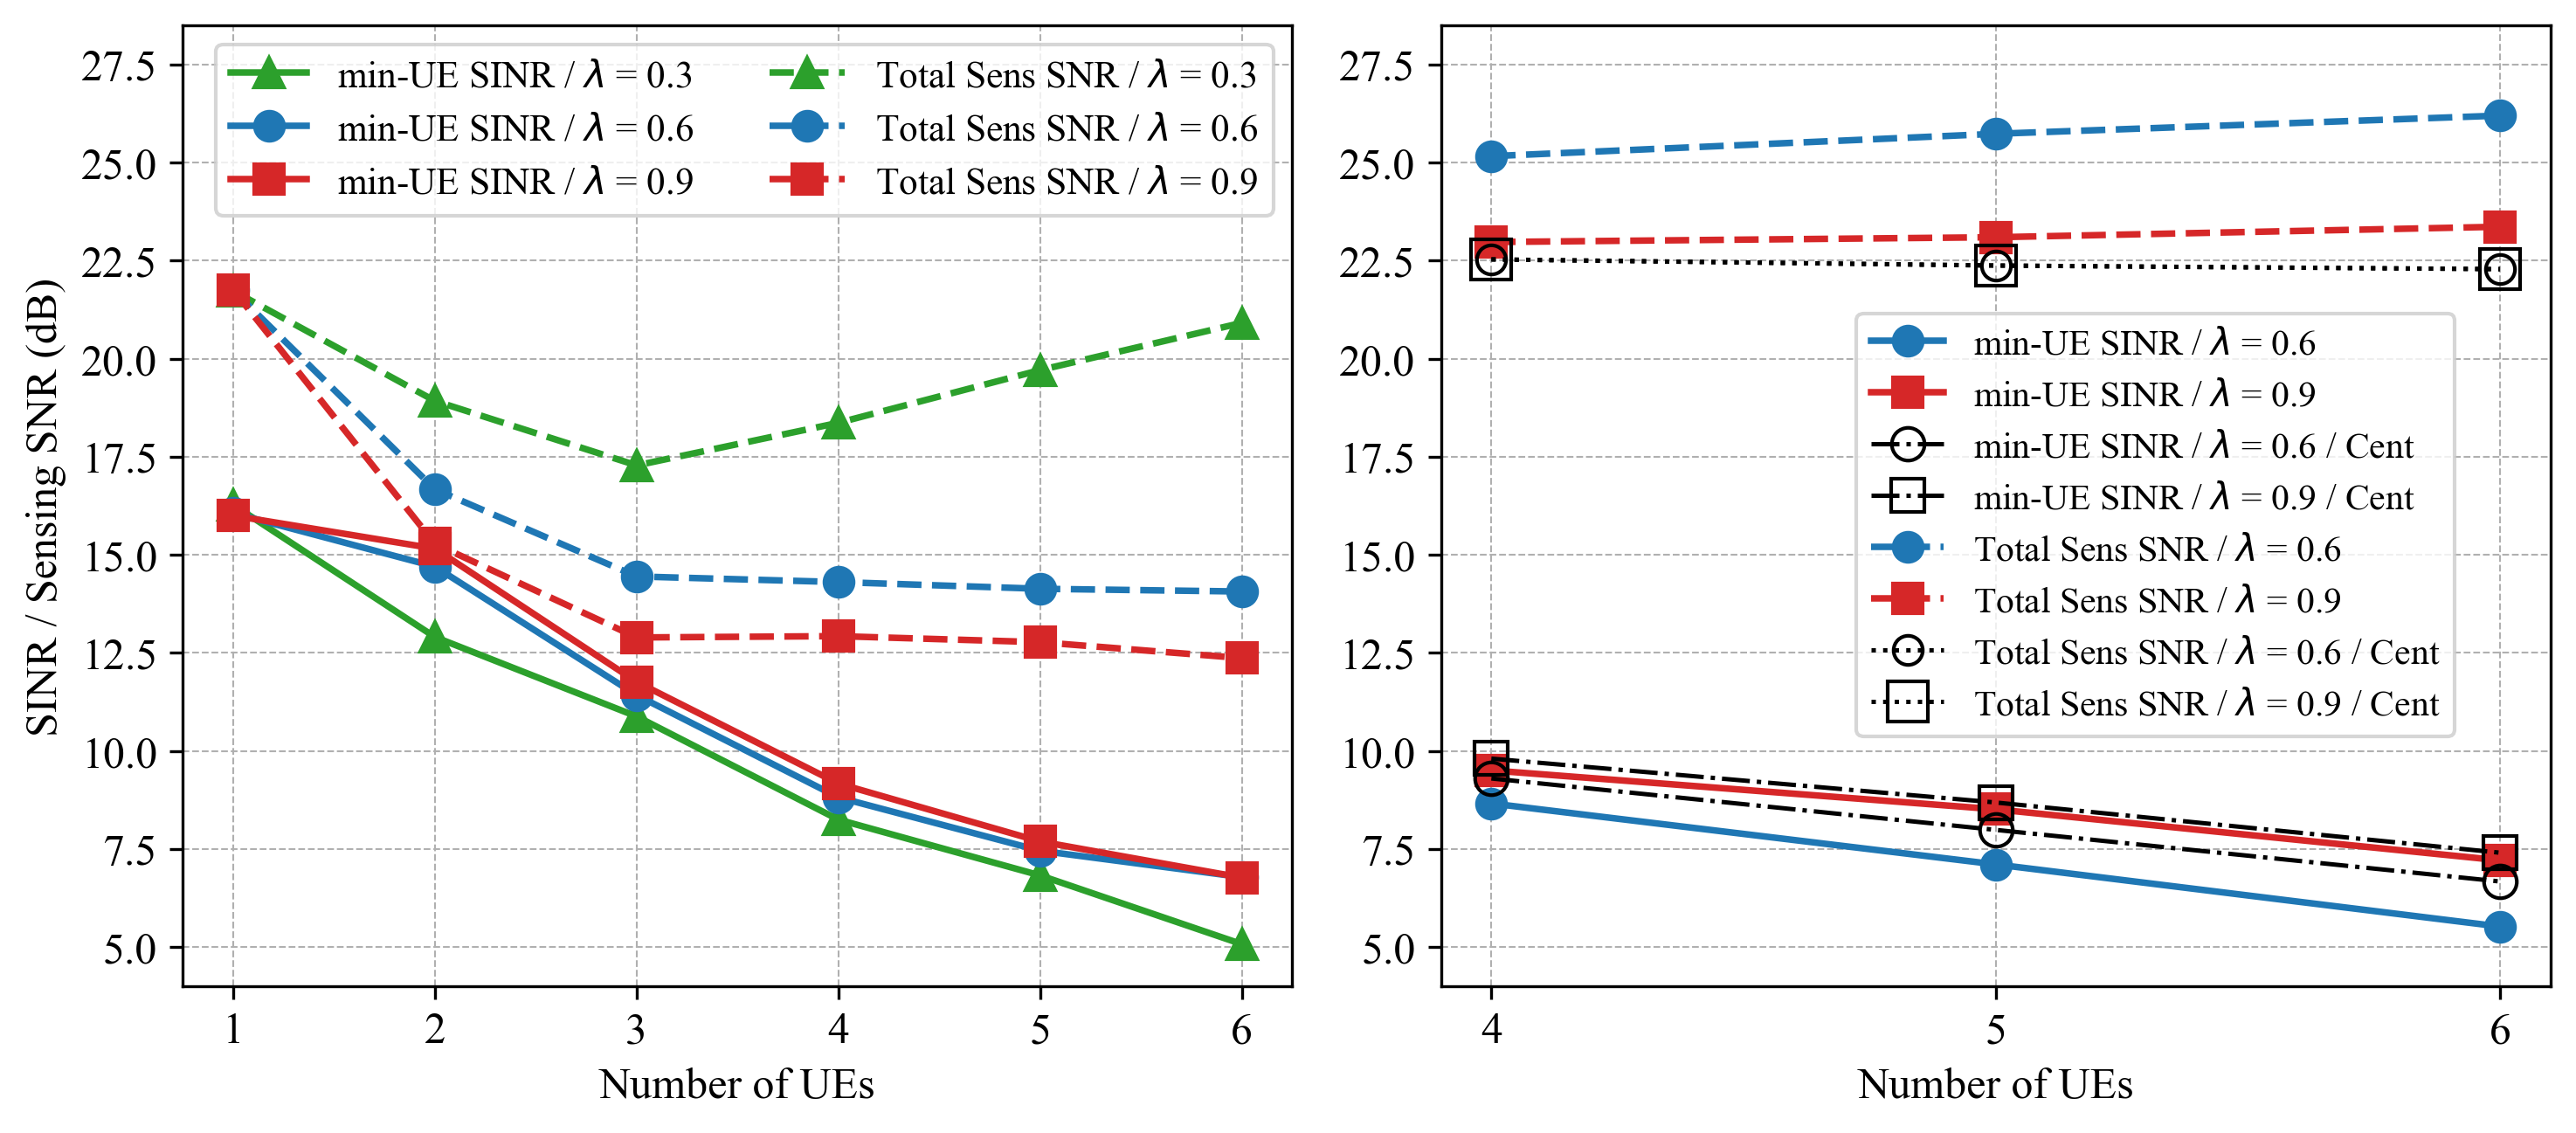 SINR / Sensing SNR (dB)
27.5
25.0
22.5
20.0
17.5
15.0
12.5
10.0
7.5
5.0
min-UE SINR / λ = 0.3
min-UE SINR / λ = 0.6
min-UE SINR / λ = 0.9
Total Sens SNR / λ = 0.3
Total Sens SNR / λ = 0.6
Total Sens SNR / λ = 0.9
1 2 3 4 5 6
Number of UEs
27.5
25.0
22.5
20.0
17.5
15.0
12.5
10.0
7.5
5.0
min-UE SINR / λ = 0.6
min-UE SINR / λ = 0.9
min-UE SINR / λ = 0.6 / Cent
min-UE SINR / λ = 0.9 / Cent
Total Sens SNR / λ = 0.6
Total Sens SNR / λ = 0.9
Total Sens SNR / λ = 0.6 / Cent
Total Sens SNR / λ = 0.9 / Cent
4 5 6
Number of UEs